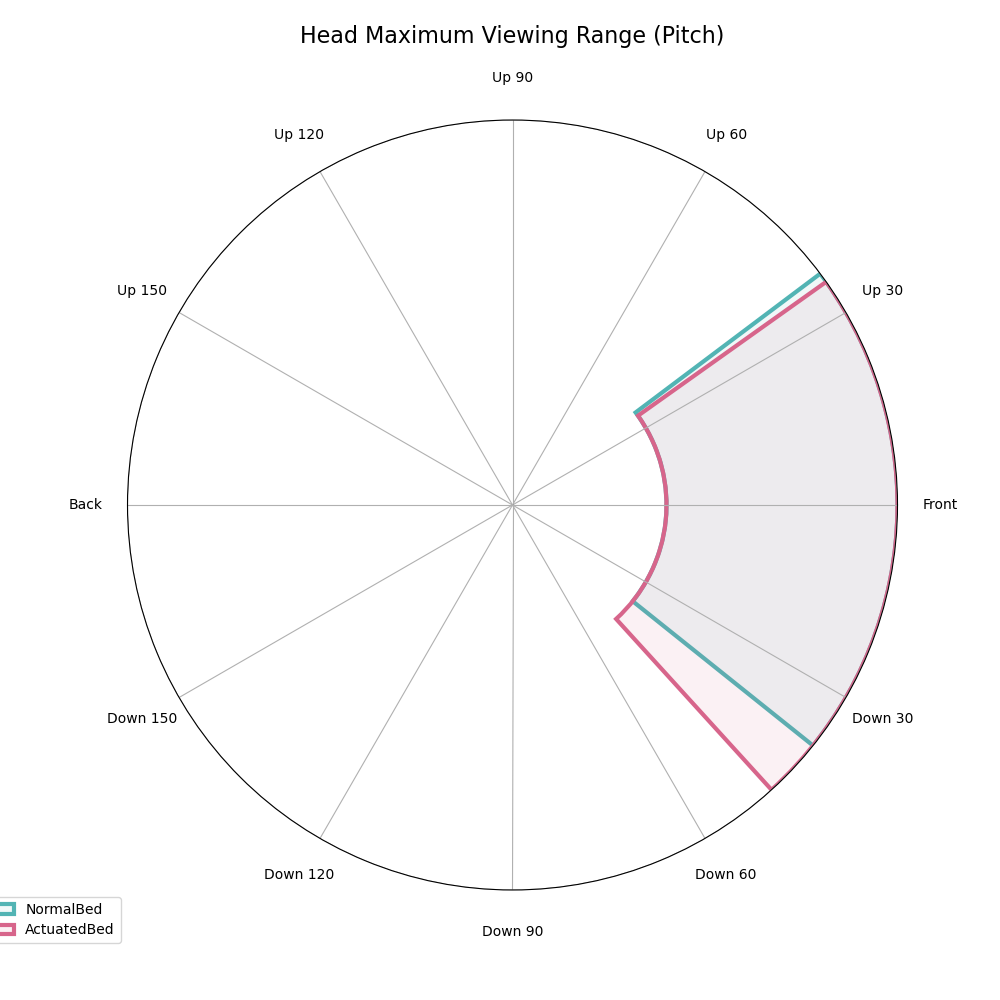 Head Maximum Viewing Range (Pitch)
Up 90
Up 120
Up 60
Up 150
Up 30
Back
Front
Down 150
Down 30
Down 120
Down 60
Down 90
NormalBed
ActuatedBed